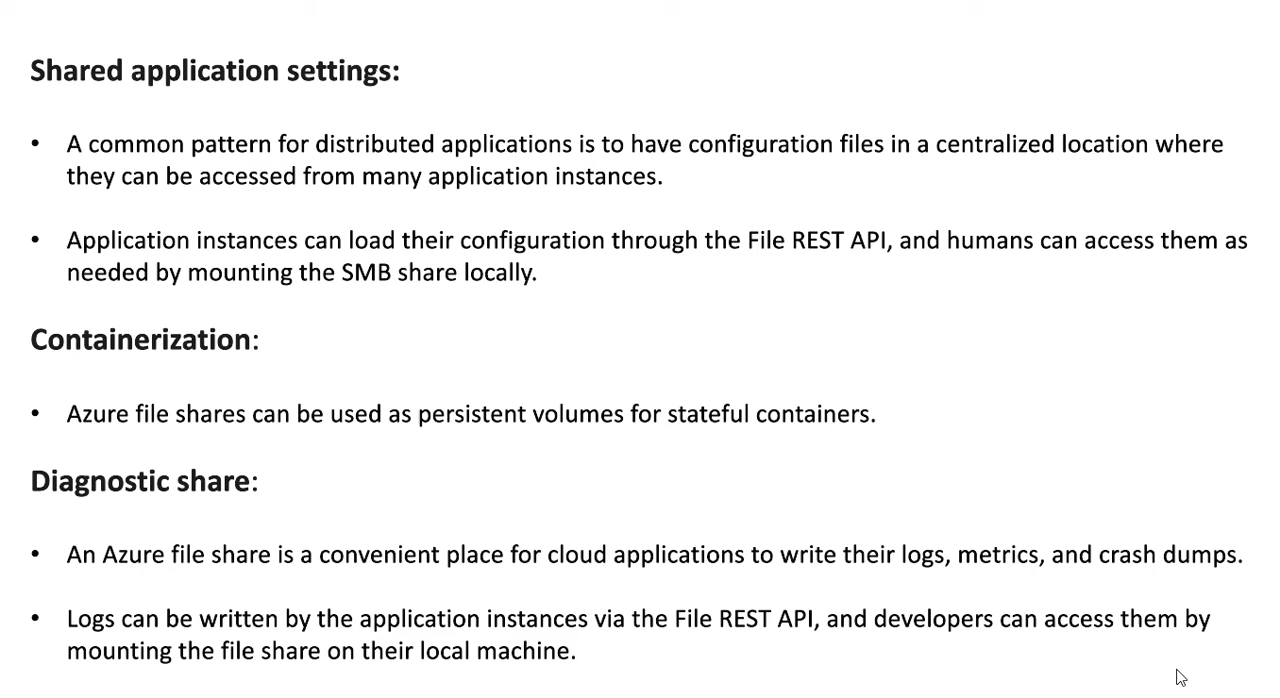 Shared application settings:
• A common pattern for distributed applications is to have configuration files in a centralized location where
they can be accessed from many application instances.
• Application instances can load their configuration through the File REST API, and humans can access them as
needed by mounting the SMB share locally.
Containerization:
• Azure file shares can be used as persistent volumes for stateful containers.
Diagnostic share:
• An Azure file share is a convenient place for cloud applications to write their logs, metrics, and crash dumps.
• Logs can be written by the application instances via the File REST API, and developers can access them by
mounting the file share on their local machine.